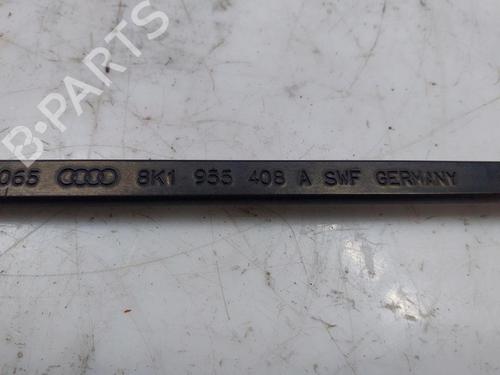 B-PARTS
065 8K1 955 408 A SWF GERMANY